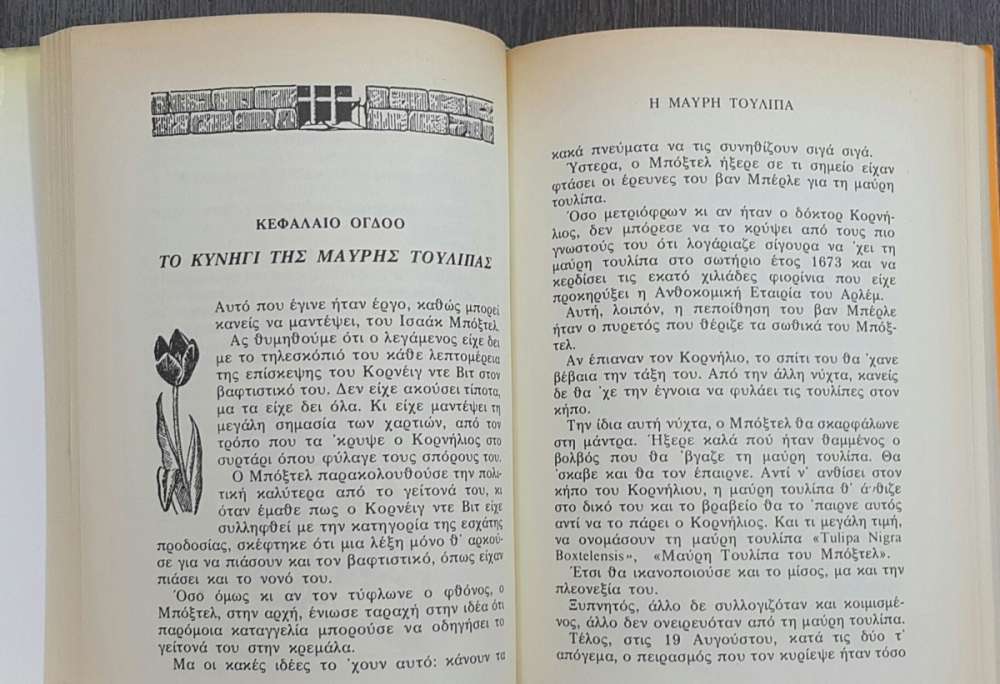 ΚΕΦΑΛΑΙΟ ΟΓΔΟΟ
ΤΟ ΚΥΝΗΓΙ ΤΗΣ ΜΑΥΡΗΣ ΤΟΥΛΙΠΑΣ
Αυτό που έγινε ήταν έργο, καθώς μπορεί
κανείς να μαντέψει, του Ισαάκ Μπόξτελ.
Ας θυμηθούμε ότι ο λεγάμενος είχε δει
με το τηλεσκόπιό του κάθε λεπτομέρεια
της επίσκεψης του Κορνέιγ ντε Βιτ στον
βαφτιστικό του. Δεν είχε ακούσει τίποτα,
μα τα είχε δει όλα. Κι είχε μαντέψει τη
μεγάλη σημασία των χαρτιών, από τον
τρόπο που τα 'κρυψε ο Κορνήλιος στο
συρτάρι όπου φύλαγε τους σπόρους του.
Ο Μπόξτελ παρακολουθούσε την πολι-
τική καλύτερα από το γείτονά του, κι
όταν έμαθε πως ο Κορνέιγ ντε Βιτ είχε
συλληφθεί με την κατηγορία της εσχάτης
προδοσίας, σκέφτηκε ότι μια λέξη μόνο θ' αρκού-
σε για να πιάσουν και τον βαφτιστικό, όπως είχαν
πιάσει και το νονό του.
Όσο όμως κι αν τον τύφλωνε ο φθόνος, ο
Μπόξτελ, στην αρχή, ένιωσε ταραχή στην ιδέα ότι
παρόμοια καταγγελία μπορούσε να οδηγήσει το
γείτονά του στην κρεμάλα.
Μα οι κακές ιδέες το 'χουν αυτό: κάνουν τα
Η ΜΑΥΡΗ ΤΟΥΛΙΠΑ
κακά πνεύματα να τις συνηθίζουν σιγά σιγά.
Ύστερα, ο Μπόξτελ ήξερε σε τι σημείο είχαν
φτάσει οι έρευνες του βαν Μπέρλε για τη μαύρη
τουλίπα.
Όσο μετριόφρων κι αν ήταν ο δόκτορ Κορνή-
λιος, δεν μπόρεσε να το κρύψει από τους πιο
γνωστούς του ότι λογάριαζε σίγουρα να 'χει τη
μαύρη τουλίπα στο σωτήριο έτος 1673 και να
κερδίσει τις εκατό χιλιάδες φιορίνια που είχε
προκηρύξει η Ανθοκομική Εταιρία του Αρλέμ.
Αυτή, λοιπόν, η πεποίθηση του βαν Μπέρλε
ήταν ο πυρετός που θέριζε τα σωθικά του Μπόξ-
τελ.
Αν έπιαναν τον Κορνήλιο, το σπίτι του θα 'χανε
βέβαια την τάξη του. Από την άλλη νύχτα, κανείς
δε θα 'χε την έγνοια να φυλάει τις τουλίπες στον
κήπο.
Την ίδια αυτή νύχτα, ο Μπόξτελ θα σκαρφάλωνε
στη μάντρα. Ήξερε καλά πού ήταν θαμμένος ο
βολβός που θα 'βγαζε τη μαύρη τουλίπα. Θα
'σκαβε και θα τον έπαιρνε. Αντί ν' ανθίσει στον
κήπο του Κορνήλιου, η μαύρη τουλίπα θ' άνθιζε
στο δικό του και το βραβείο θα το 'παιρνε αυτός
αντί να το πάρει ο Κορνήλιος. Και τι μεγάλη τιμή,
να ονομάσουν τη μαύρη τουλίπα «Tulipa Nigra
Boxtelensis», «Μαύρη Τουλίπα του Μπόξτελ».
Έτσι θα ικανοποιούσε και το μίσος, μα και την
πλεονεξία του.
Ξυπνητός, άλλο δε συλλογιζόταν και κοιμισμέ-
νος, άλλο δεν ονειρευόταν από τη μαύρη τουλίπα.
Τέλος, στις 19 Αυγούστου, κατά τις δύο τ'
απόγεμα, ο πειρασμός που τον κυρίεψε ήταν τόσο